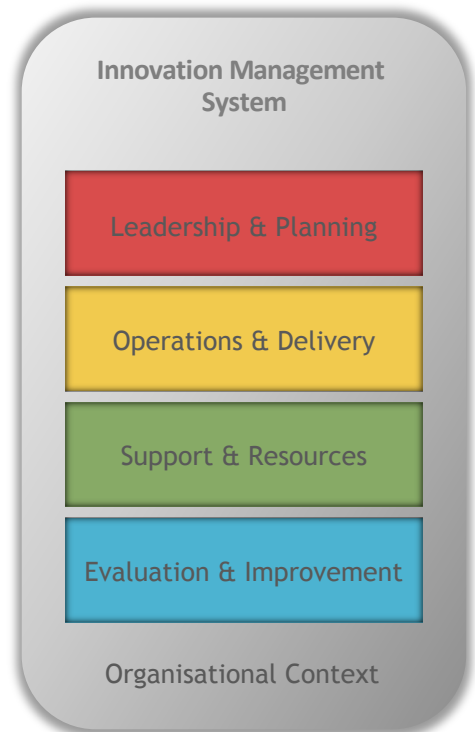 Innovation Management
System
Leadership & Planning
Operations & Delivery
Support & Resources
Evaluation & Improvement
Organisational Context